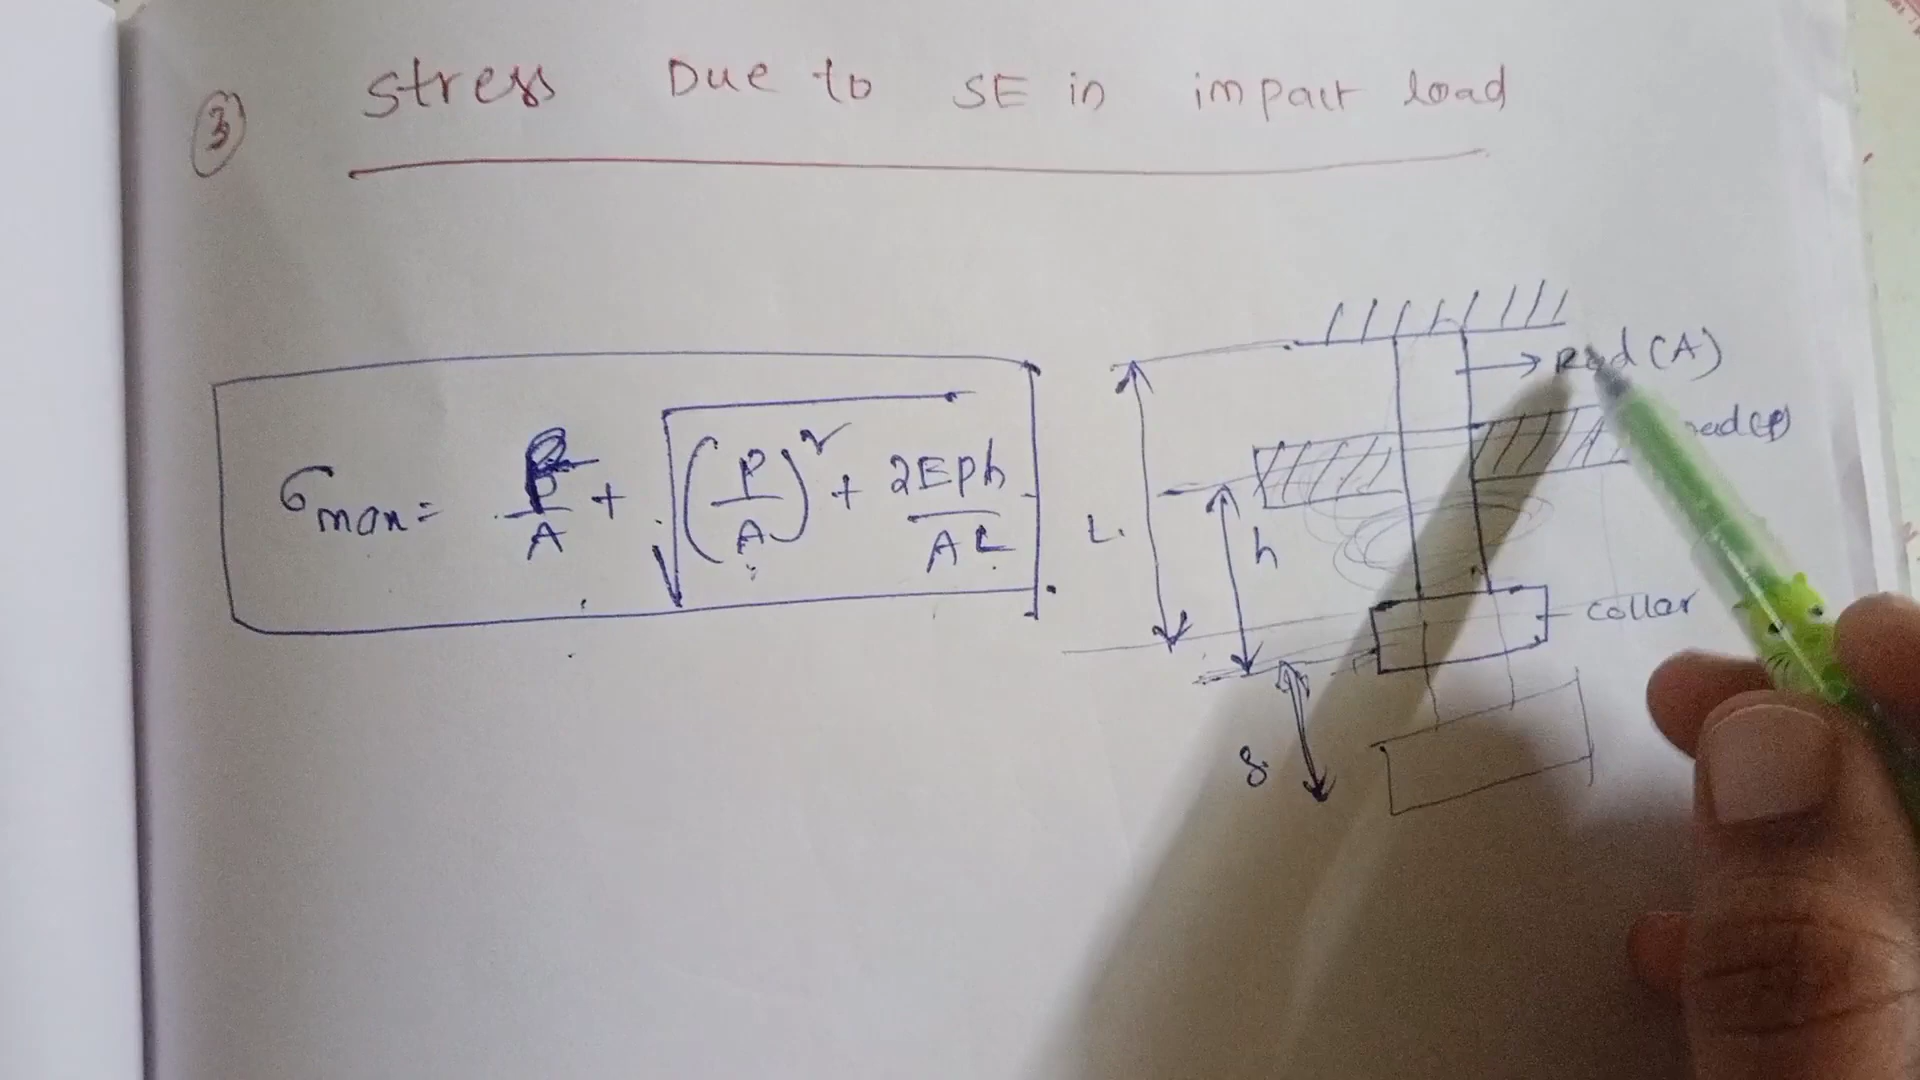 ③ Stress Due to SE in impact load
σmax = P/A + √((P/A)² + 2EPh/AL)
Rod (A)
L
h
collar
δ